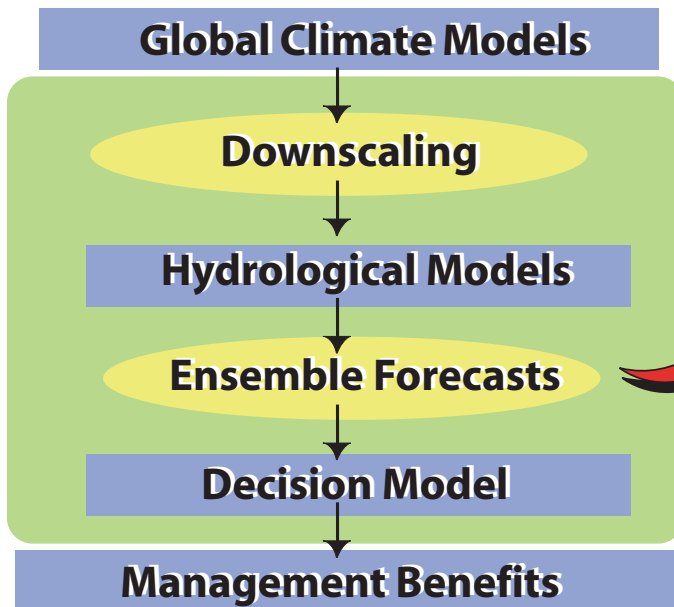 Global Climate Models
Downscaling
Hydrological Models
Ensemble Forecasts
Decision Model
Management Benefits